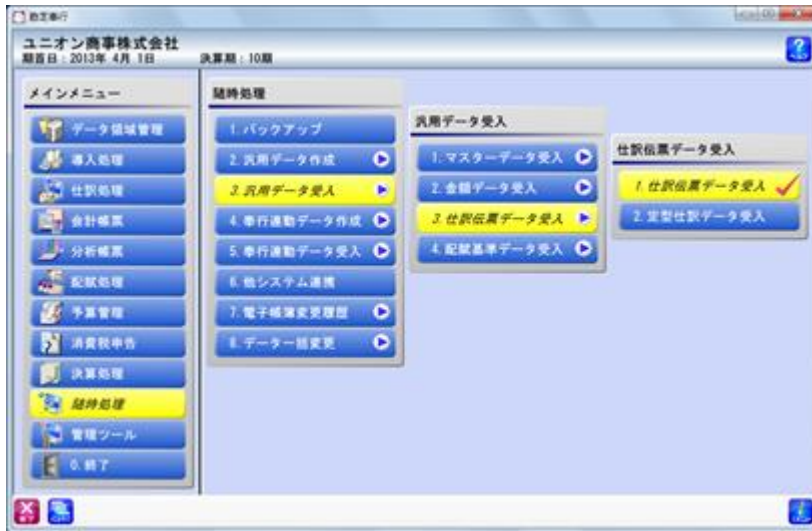 勘定奉行
ユニオン商事株式会社
期首日：2013年 4月 1日
決算期：10期
メインメニュー
データ領域管理
導入処理
仕訳処理
会計帳票
分析帳票
配賦処理
予算管理
消費税申告
決算処理
随時処理
管理ツール
0.終了
随時処理
1.バックアップ
2.汎用データ作成
3.汎用データ受入
4.奉行連動データ作成
5.奉行連動データ受入
6.他システム連携
7.電子帳簿変更履歴
8.データ一括変更
汎用データ受入
1.マスターデータ受入
2.金額データ受入
3.仕訳伝票データ受入
4.配賦基準データ受入
仕訳伝票データ受入
1.仕訳伝票データ受入
2.定型仕訳データ受入